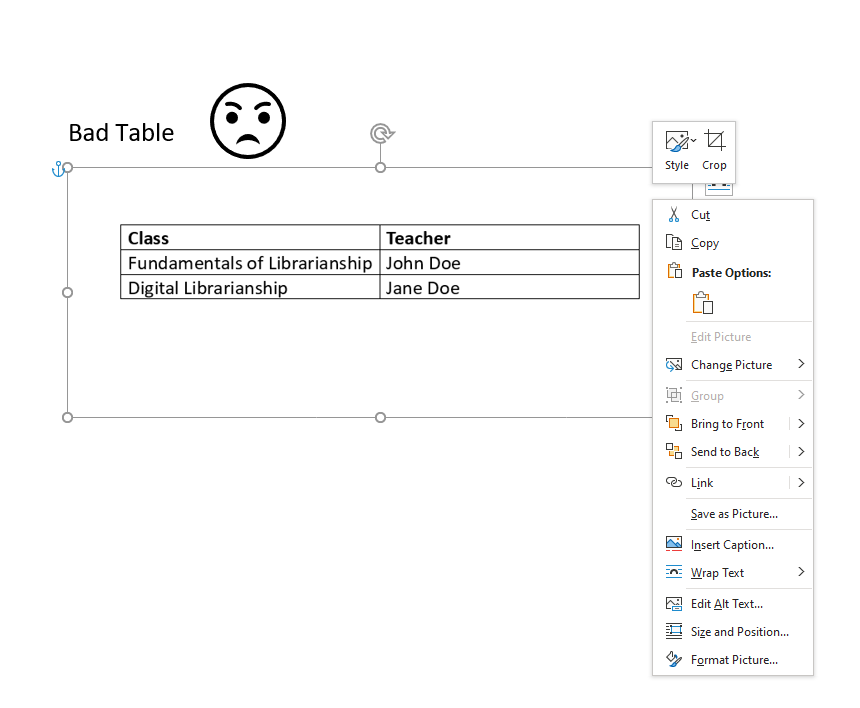 Bad Table
Style Crop
Class Teacher
Fundamentals of Librarianship John Doe
Digital Librarianship Jane Doe
Cut
Copy
Paste Options:
Edit Picture
Change Picture
Group
Bring to Front
Send to Back
Link
Save as Picture...
Insert Caption...
Wrap Text
Edit Alt Text...
Size and Position...
Format Picture...